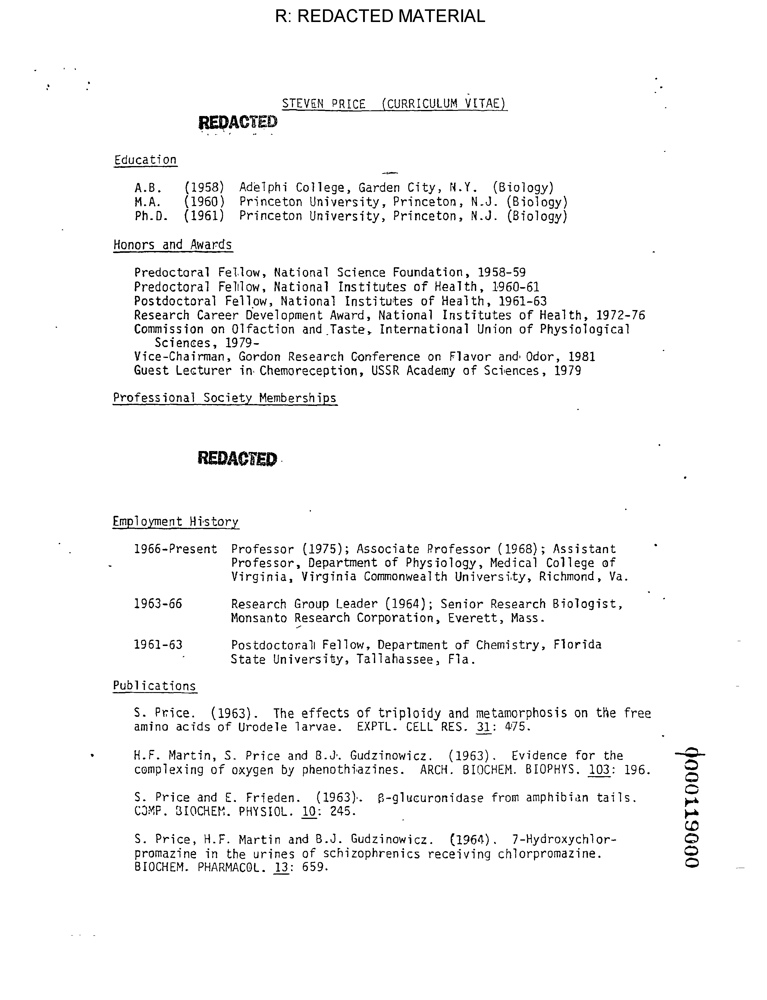 R: REDACTED MATERIAL
STEVEN PRICE (CURRICULUM VITAE)
REDACTED
Education
A.B. (1958) Adelphi College, Garden City, N.Y. (Biology)
M.A. (1960) Princeton University, Princeton, N.J. (Biology)
Ph.D. (1961) Princeton University, Princeton, N.J. (Biology)
Honors and Awards
Predoctoral Fellow, National Science Foundation, 1958-59
Predoctoral Fellow, National Institutes of Health, 1960-61
Postdoctoral Fellow, National Institutes of Health, 1961-63
Research Career Development Award, National Institutes of Health, 1972-76
Commission on Olfaction and Taste, International Union of Physiological
Sciences, 1979-
Vice-Chairman, Gordon Research Conference on Flavor and Odor, 1981
Guest Lecturer in Chemoreception, USSR Academy of Sciences, 1979
Professional Society Memberships
REDACTED
Employment History
1966-Present Professor (1975); Associate Professor (1968); Assistant
Professor, Department of Physiology, Medical College of
Virginia, Virginia Commonwealth University, Richmond, Va.
1963-66 Research Group Leader (1964); Senior Research Biologist,
Monsanto Research Corporation, Everett, Mass.
1961-63 Postdoctoral Fellow, Department of Chemistry, Florida
State University, Tallahassee, Fla.
Publications
S. Price. (1963). The effects of triploidy and metamorphosis on the free
amino acids of Urodele larvae. EXPTL. CELL RES. 31: 475.
H.F. Martin, S. Price and B.J. Gudzinowicz. (1963). Evidence for the
complexing of oxygen by phenothiazines. ARCH. BIOCHEM. BIOPHYS. 103: 196.
S. Price and E. Frieden. (1963). β-glucuronidase from amphibian tails.
COMP. BIOCHEM. PHYSIOL. 10: 245.
S. Price, H.F. Martin and B.J. Gudzinowicz. (1964). 7-Hydroxychlor-
promazine in the urines of schizophrenics receiving chlorpromazine.
BIOCHEM. PHARMACOL. 13: 659.
0000119000